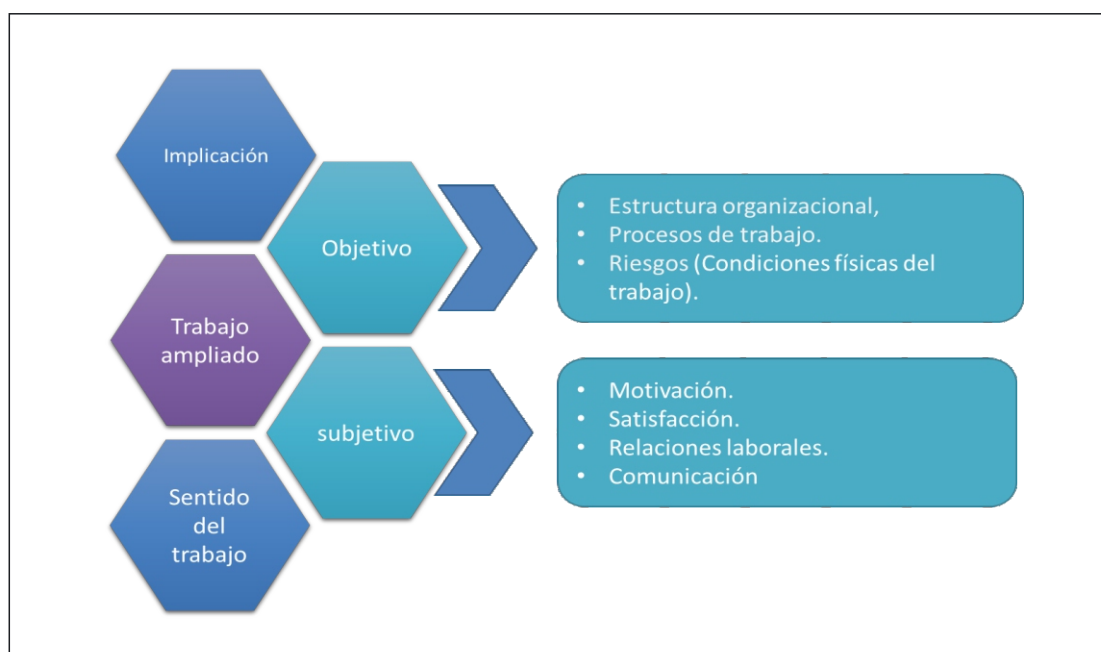 Implicación
Objetivo
• Estructura organizacional,
• Procesos de trabajo.
• Riesgos (Condiciones físicas del
trabajo).
Trabajo
ampliado
subjetivo
• Motivación.
• Satisfacción.
• Relaciones laborales.
• Comunicación
Sentido
del
trabajo